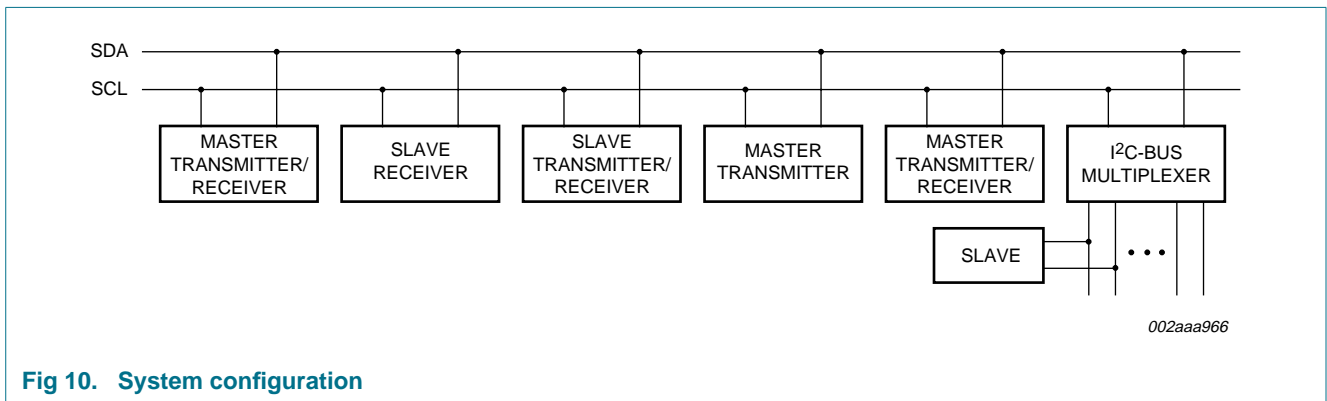 SDA
SCL
MASTER
TRANSMITTER/
RECEIVER
SLAVE
RECEIVER
SLAVE
TRANSMITTER/
RECEIVER
MASTER
TRANSMITTER
MASTER
TRANSMITTER/
RECEIVER
I²C-BUS
MULTIPLEXER
SLAVE
002aaa966
Fig 10. System configuration